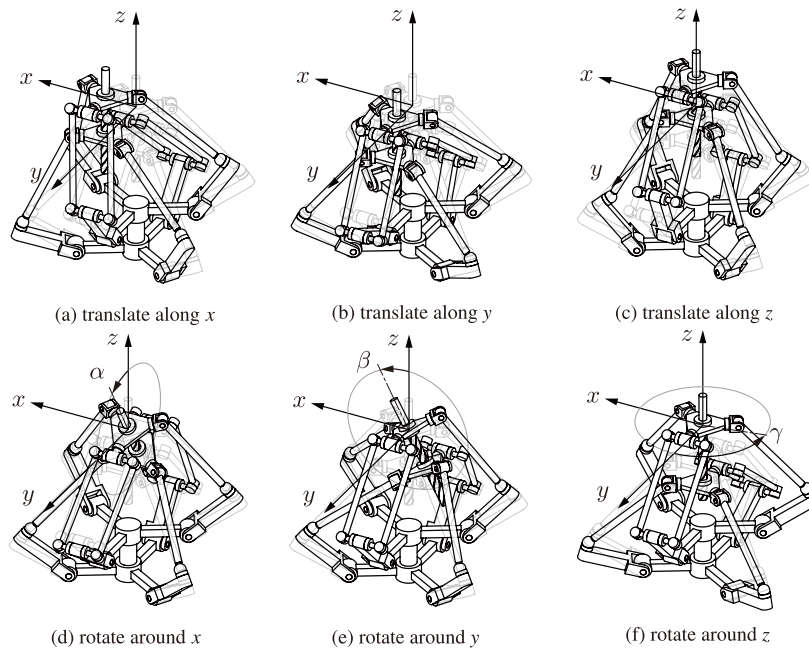 z z z
x x x
y y y
(a) translate along x (b) translate along y (c) translate along z
z z z
α β
x x x
γ
y y y
(d) rotate around x (e) rotate around y (f) rotate around z